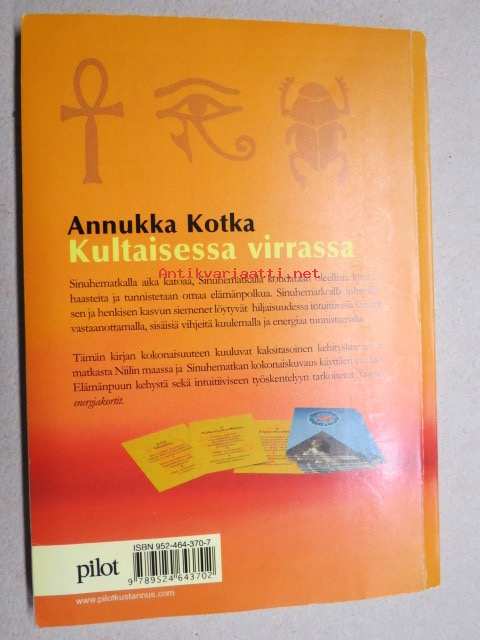 Annukka Kotka
Kultaisessa virrassa
Antikvariaatti.net
Sinuhematkalla aika katoaa, Sinuhematkalla kohdataan
haasteita ja tunnistetaan omaa elämänpolkua. Sinuhematkoilla
sen ja henkisen kasvun siemenet löytyvät hiljaisuudessa
vastaanottamalla, sisäisiä vihjeitä kuulemalla ja energiaa tunnistamalla.
Tämän kirjan kokonaisuuteen kuuluvat kaksitasoinen
matkasta Niilin maassa ja Sinuhematkan kokonaiskuvaus käyttäen
Elämänpuun kehystä sekä intuitiiviseen työskentelyyn tarkoitetut
energiakortit.
ISBN 952-464-370-7
9 789524 643702
pilot
www.pilotkustannus.com